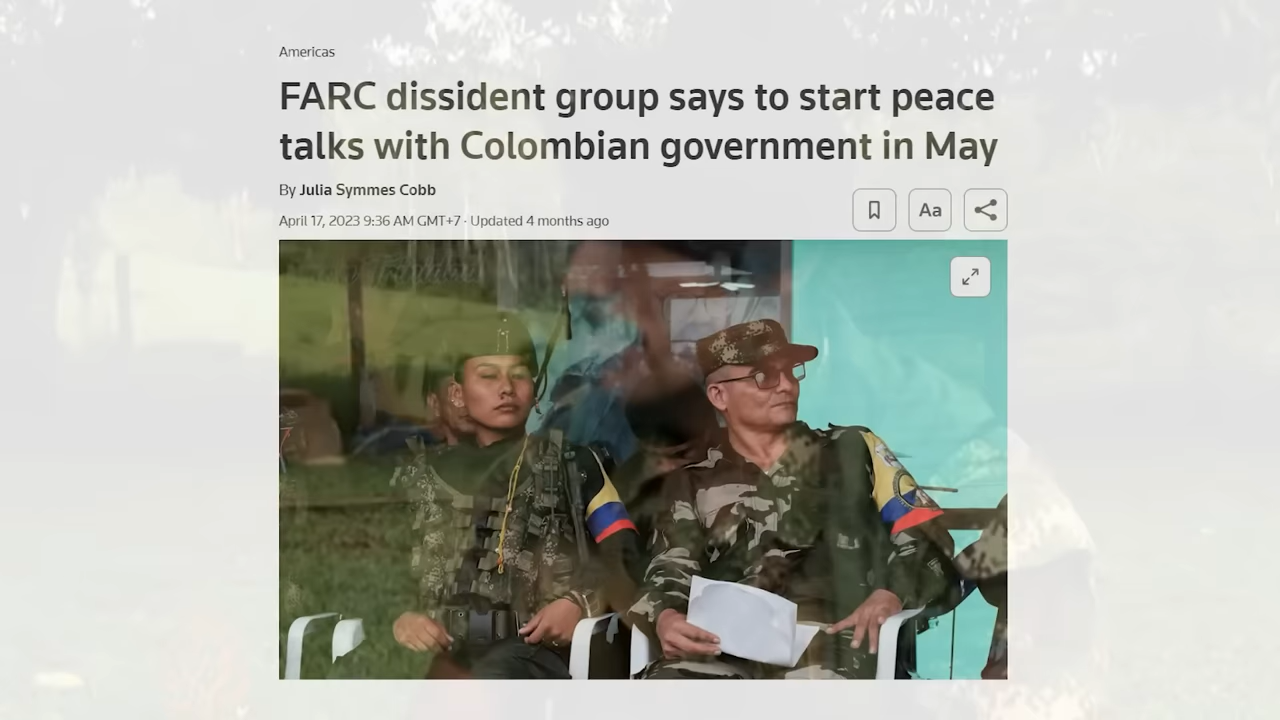 Americas
FARC dissident group says to start peace
talks with Colombian government in May
By Julia Symmes Cobb
April 17, 2023 9:36 AM GMT+7 · Updated 4 months ago
Aa